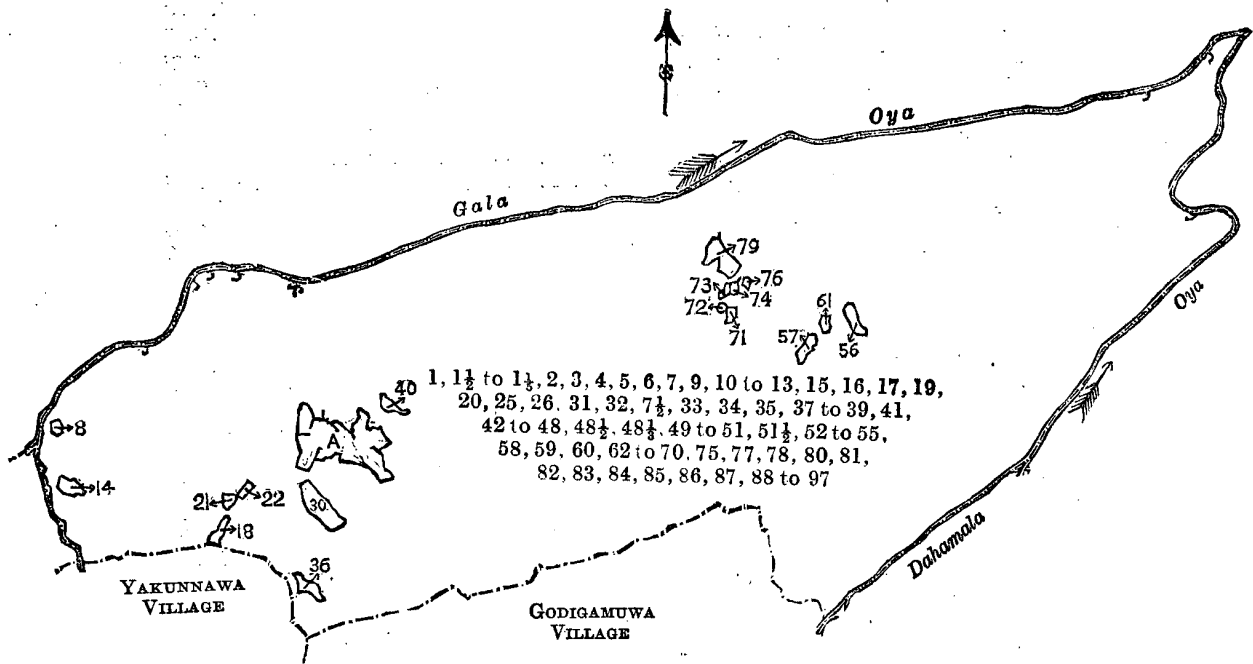 Oya
Gala
79
76
73
74
72
71
61
57
56
Oya
40
1, 1½ to 1⅕, 2, 3, 4, 5, 6, 7, 9, 10 to 13, 15, 16, 17, 19,
20, 25, 26. 31, 32, 7½, 33, 34, 35, 37 to 39, 41,
42 to 48, 48½. 48⅓. 49 to 51, 51½, 52 to 55,
58, 59, 60, 62 to 70. 75, 77, 78, 80, 81,
82, 83, 84, 85, 86, 87, 88 to 97
8
A
14
21
22
30
18
36
Dahamala
YAKUNNAWA
VILLAGE
GODIGAMUWA
VILLAGE